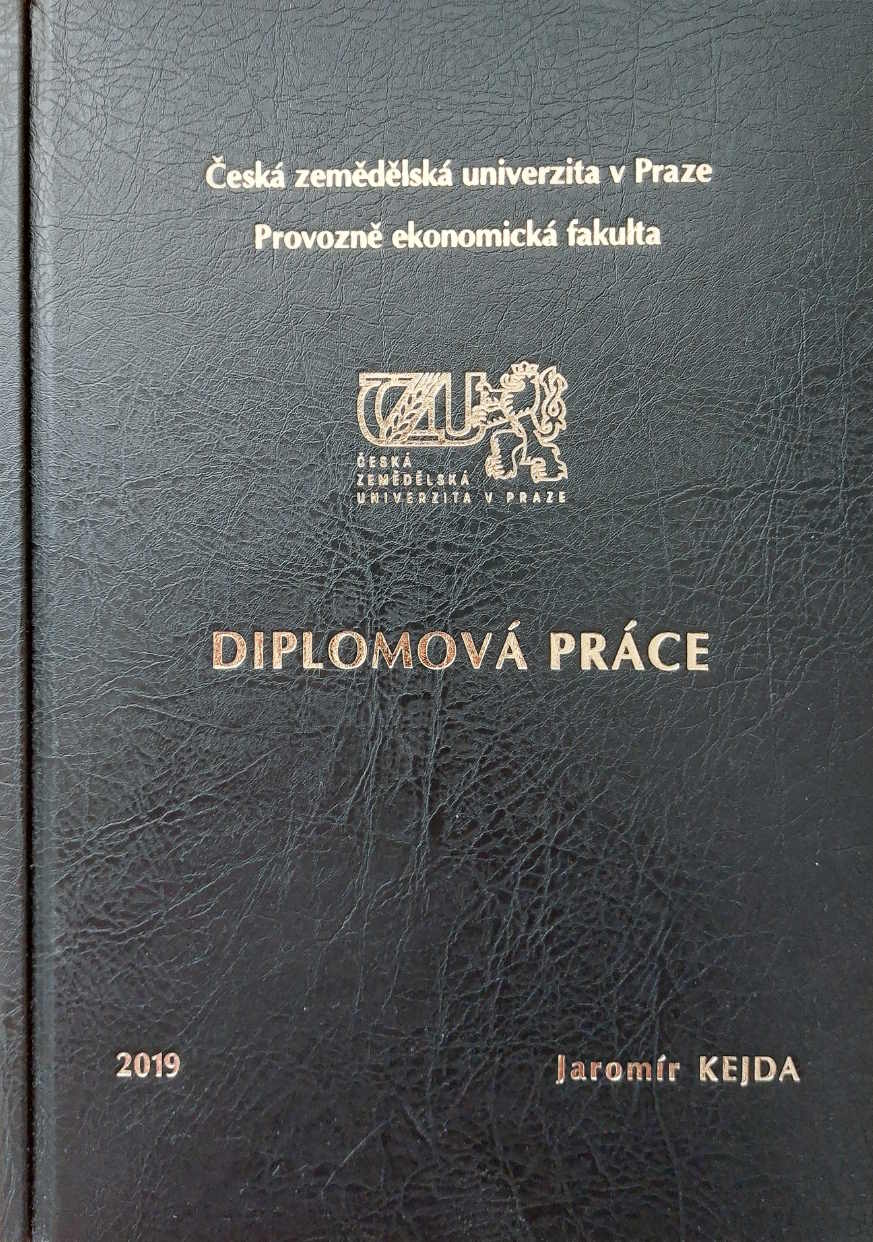 Česká zemědělská univerzita v Praze
Provozně ekonomická fakulta
ČZU
ČESKÁ
ZEMĚDĚLSKÁ
UNIVERZITA V PRAZE
DIPLOMOVÁ PRÁCE
2019 Jaromír KEJDA